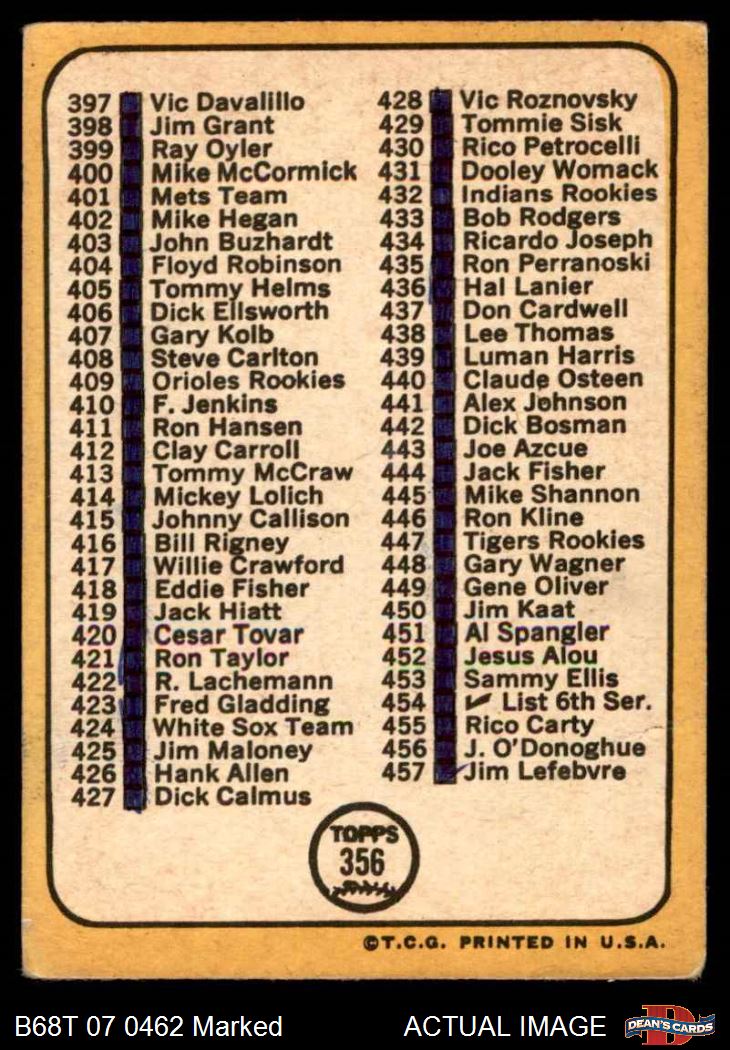 397 Vic Davalillo
398 Jim Grant
399 Ray Oyler
400 Mike McCormick
401 Mets Team
402 Mike Hegan
403 John Buzhardt
404 Floyd Robinson
405 Tommy Helms
406 Dick Ellsworth
407 Gary Kolb
408 Steve Carlton
409 Orioles Rookies
410 F. Jenkins
411 Ron Hansen
412 Clay Carroll
413 Tommy McCraw
414 Mickey Lolich
415 Johnny Callison
416 Bill Rigney
417 Willie Crawford
418 Eddie Fisher
419 Jack Hiatt
420 Cesar Tovar
421 Ron Taylor
422 R. Lachemann
423 Fred Gladding
424 White Sox Team
425 Jim Maloney
426 Hank Allen
427 Dick Calmus
428 Vic Roznovsky
429 Tommie Sisk
430 Rico Petrocelli
431 Dooley Womack
432 Indians Rookies
433 Bob Rodgers
434 Ricardo Joseph
435 Ron Perranoski
436 Hal Lanier
437 Don Cardwell
438 Lee Thomas
439 Luman Harris
440 Claude Osteen
441 Alex Johnson
442 Dick Bosman
443 Joe Azcue
444 Jack Fisher
445 Mike Shannon
446 Ron Kline
447 Tigers Rookies
448 Gary Wagner
449 Gene Oliver
450 Jim Kaat
451 Al Spangler
452 Jesus Alou
453 Sammy Ellis
454 ✔ List 6th Ser.
455 Rico Carty
456 J. O'Donoghue
457 Jim Lefebvre
TOPPS
356
©T.C.G. PRINTED IN U.S.A.
B68T 07 0462 Marked
ACTUAL IMAGE
D
DEAN'S CARDS